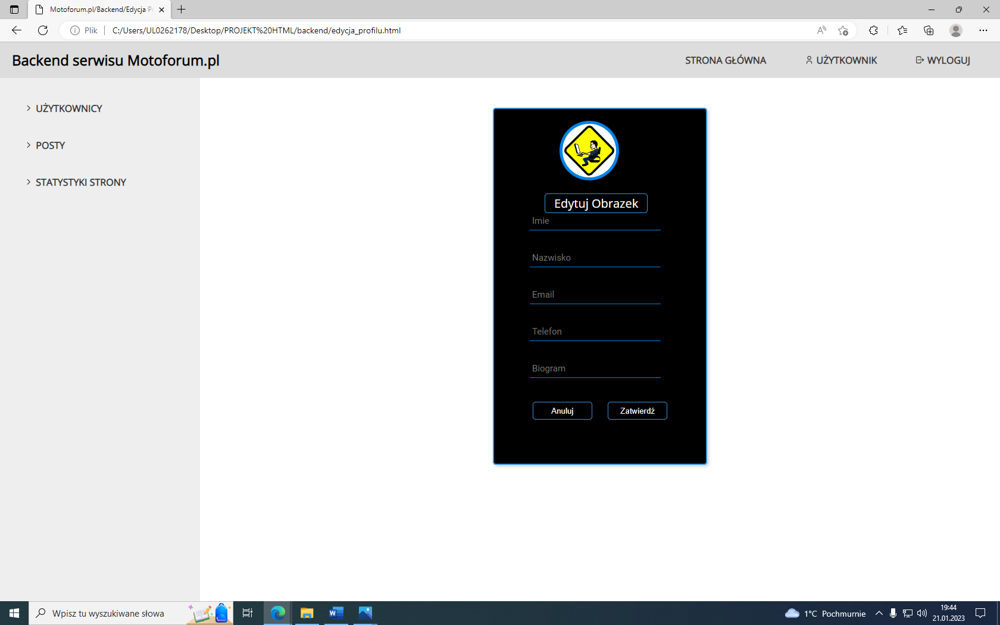 Motoforum.pl/Backend/Edycja P
Plik
C:/Users/UL0262178/Desktop/PROJEKT%20HTML/backend/edycja_profilu.html
Backend serwisu Motoforum.pl
STRONA GŁÓWNA
UŻYTKOWNIK
WYLOGUJ
UŻYTKOWNICY
POSTY
STATYSTYKI STRONY
Edytuj Obrazek
Imie
Nazwisko
Email
Telefon
Biogram
Anuluj
Zatwierdź
Wpisz tu wyszukiwane słowa
1°C Pochmurnie
19:44
21.01.2023